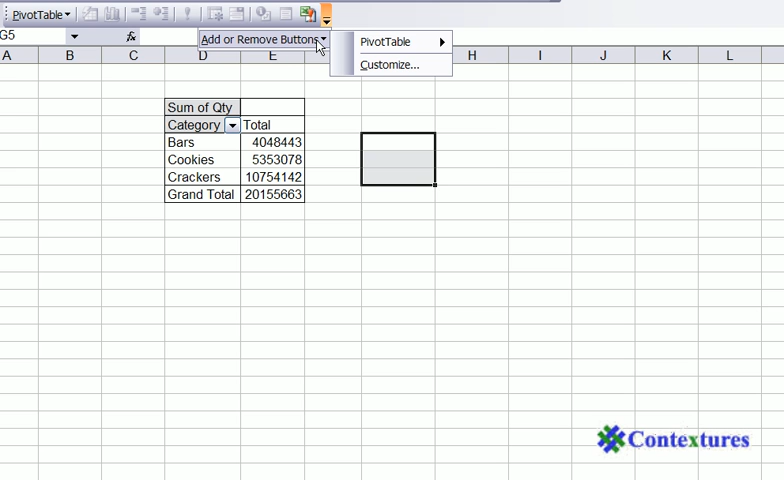 PivotTable
G5
fx
Add or Remove Buttons
PivotTable
Customize...
A B C D E H I J K L
Sum of Qty
Category Total
Bars 4048443
Cookies 5353078
Crackers 10754142
Grand Total 20155663
Contextures